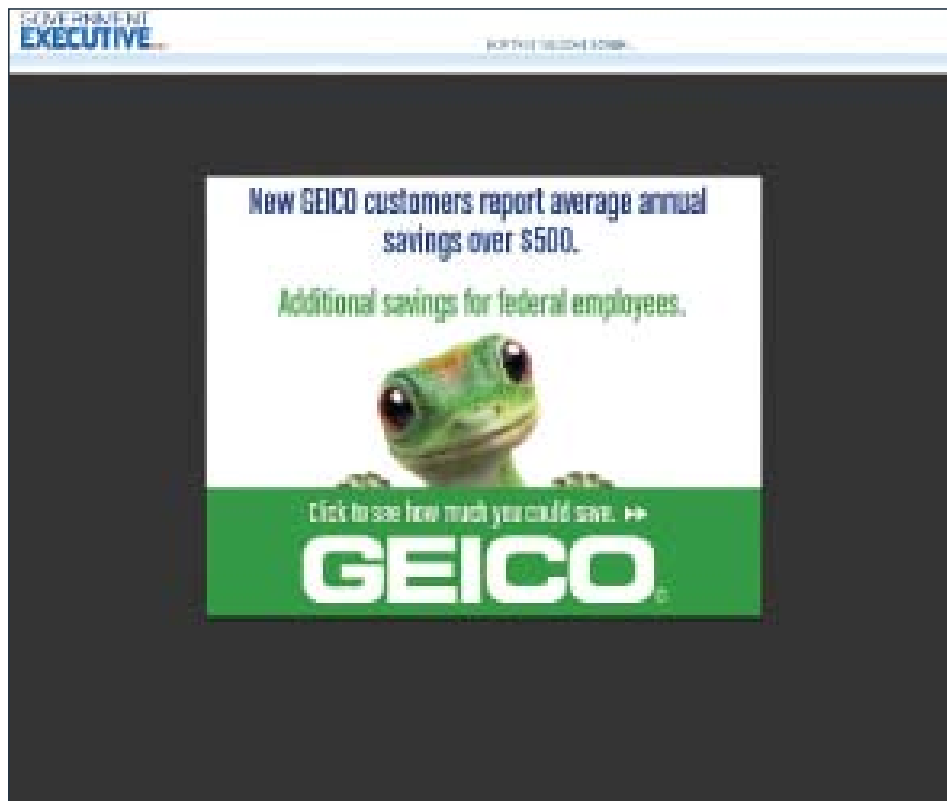 GOVERNMENT
EXECUTIVE
New GEICO customers report average annual
savings over $500.
Additional savings for federal employees.
Click to see how much you could save.
GEICO